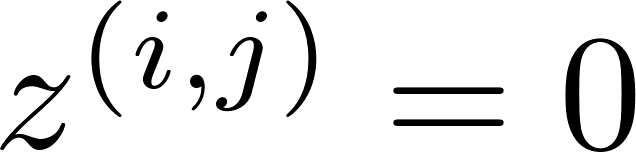 z^{(i,j)} = 0